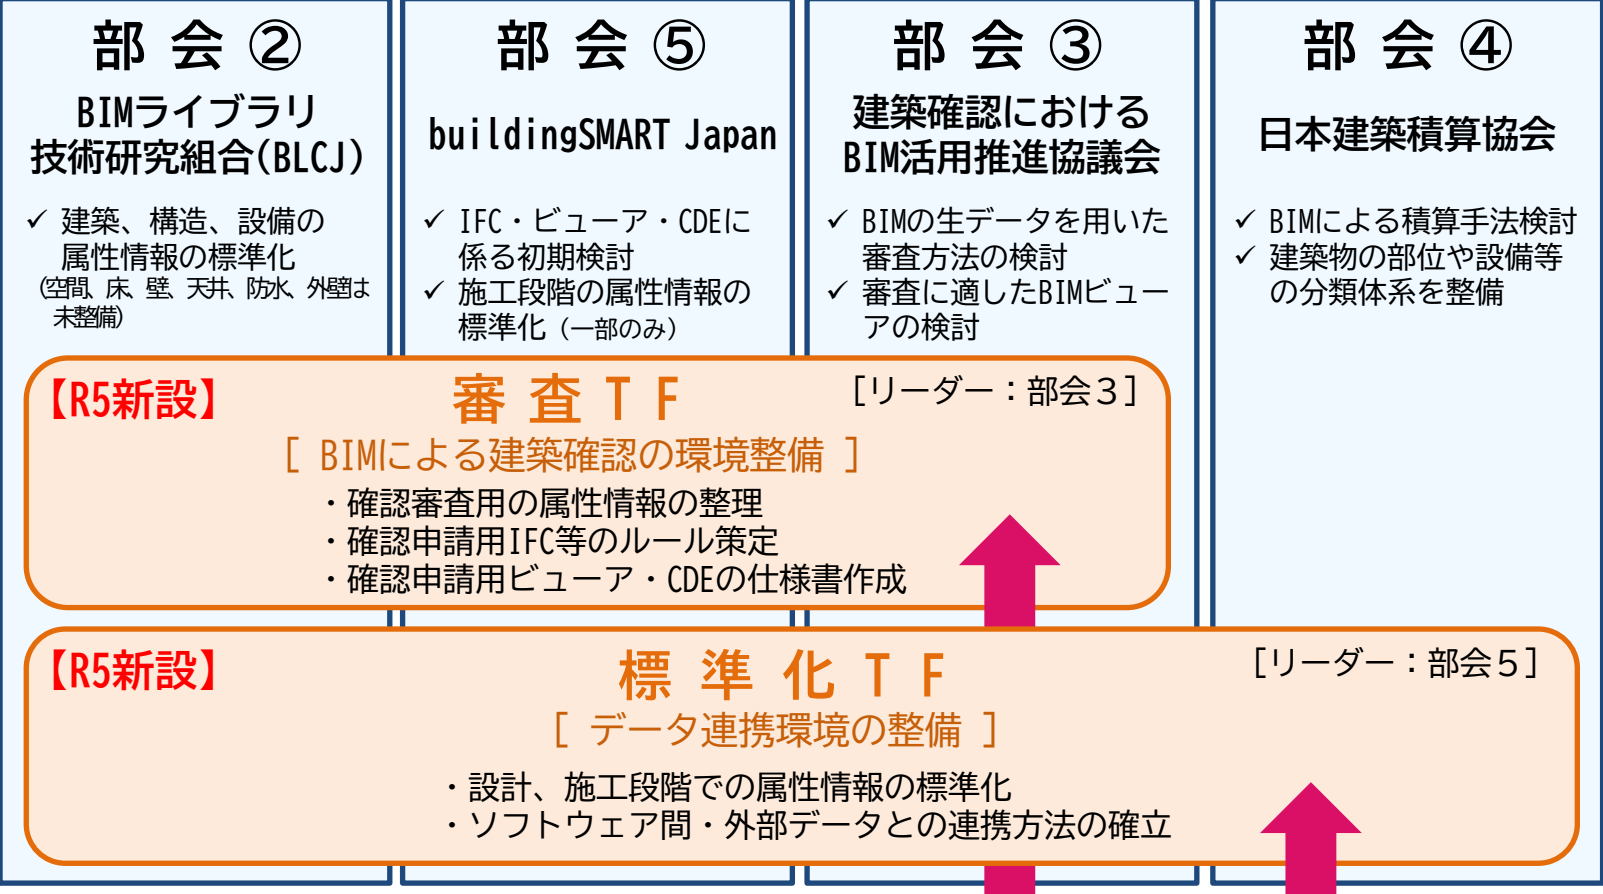 部 会 ②
BIMライブラリ
技術研究組合(BLCJ)
✓ 建築、構造、設備の
属性情報の標準化
(空間、床、壁、天井、防水、外壁は
未整備)
部 会 ⑤
buildingSMART Japan
✓ IFC・ビューア・CDEに
係る初期検討
✓ 施工段階の属性情報の
標準化（一部のみ）
部 会 ③
建築確認における
BIM活用推進協議会
✓ BIMの生データを用いた
審査方法の検討
✓ 審査に適したBIMビュー
アの検討
部 会 ④
日本建築積算協会
✓ BIMによる積算手法検討
✓ 建築物の部位や設備等
の分類体系を整備
【R5新設】 審 査 T F ［リーダー：部会３］
［ BIMによる建築確認の環境整備 ］
・確認審査用の属性情報の整理
・確認申請用IFC等のルール策定
・確認申請用ビューア・CDEの仕様書作成
【R5新設】 標 準 化 T F ［リーダー：部会５］
［ データ連携環境の整備 ］
・設計、施工段階での属性情報の標準化
・ソフトウェア間・外部データとの連携方法の確立